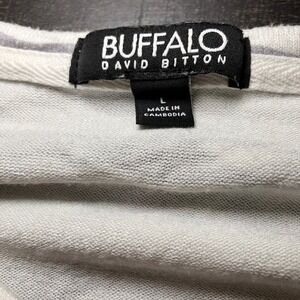 BUFFALO
DAVID BITTON
L
MADE IN
CAMBODIA